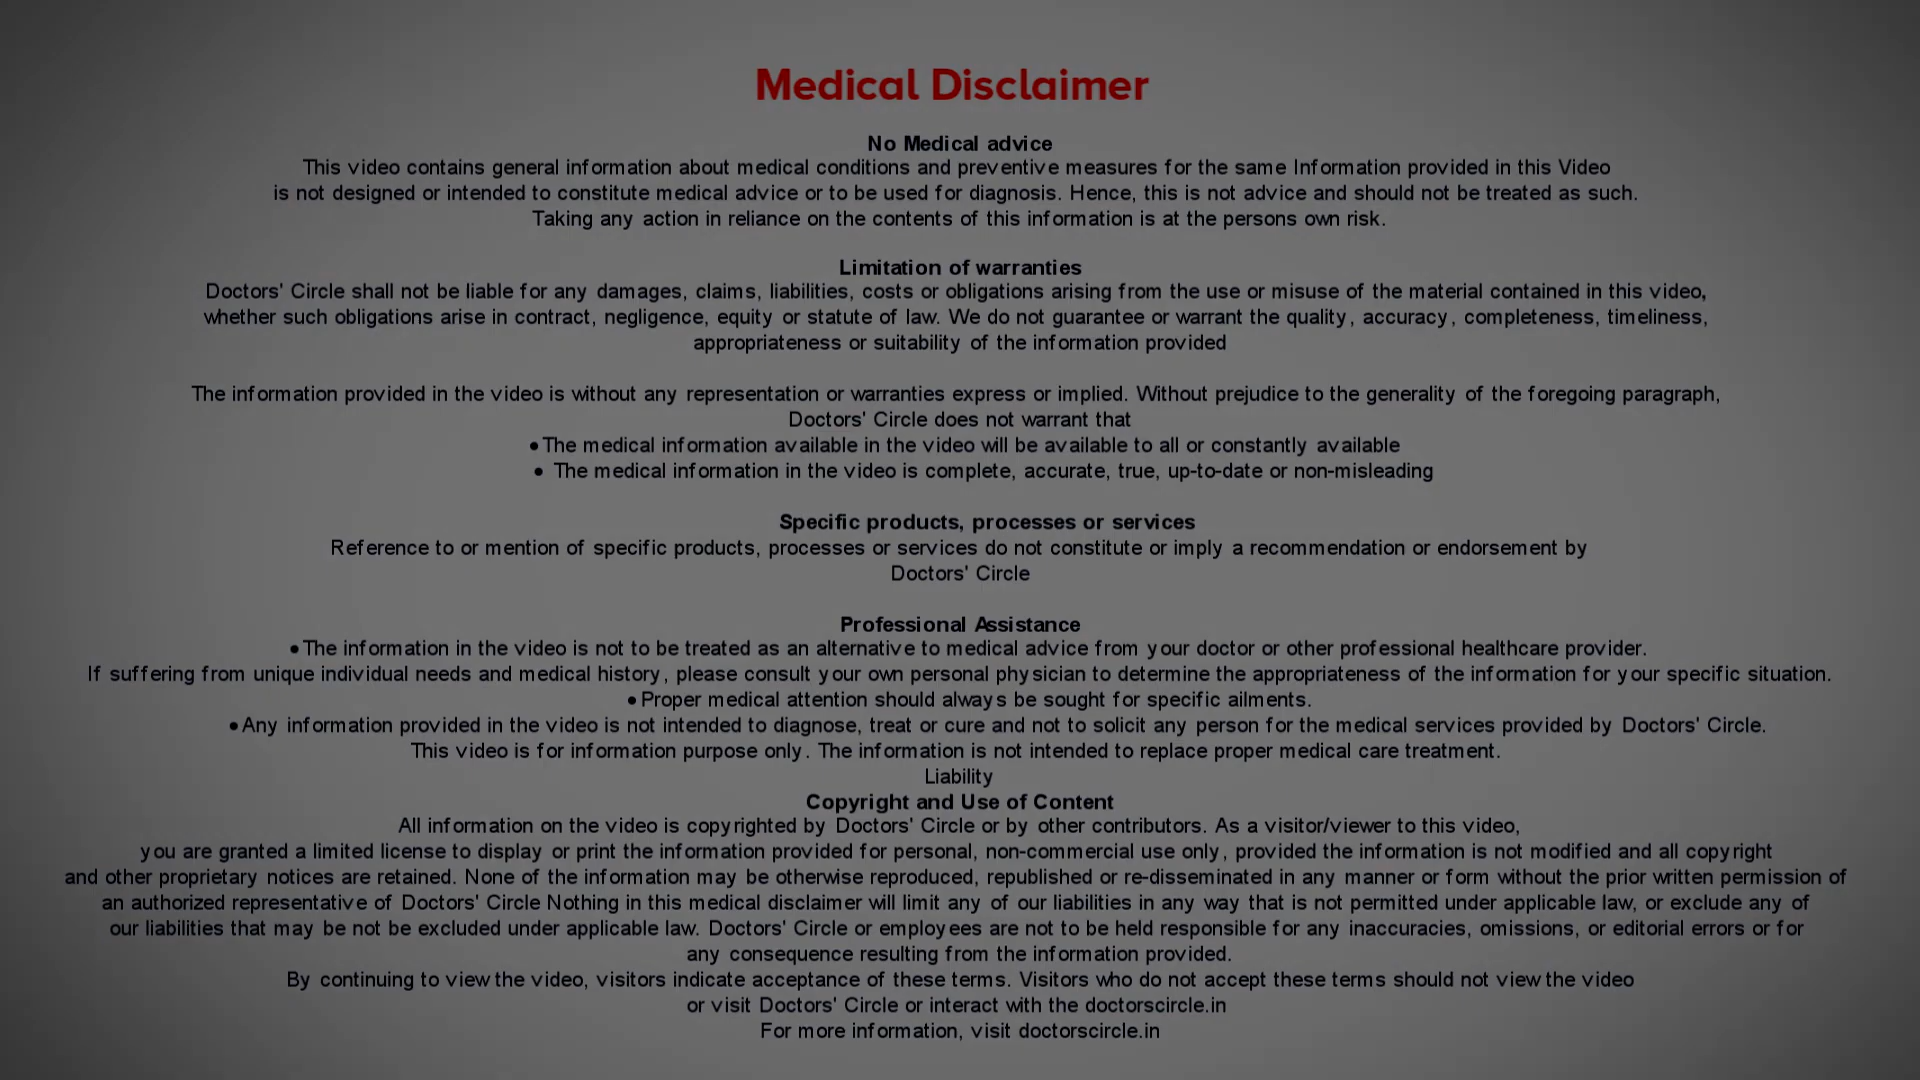 Medical Disclaimer
No Medical advice
This video contains general information about medical conditions and preventive measures for the same Information provided in this Video
is not designed or intended to constitute medical advice or to be used for diagnosis. Hence, this is not advice and should not be treated as such.
Taking any action in reliance on the contents of this information is at the persons own risk.
Limitation of warranties
Doctors' Circle shall not be liable for any damages, claims, liabilities, costs or obligations arising from the use or misuse of the material contained in this video,
whether such obligations arise in contract, negligence, equity or statute of law. We do not guarantee or warrant the quality, accuracy, completeness, timeliness,
appropriateness or suitability of the information provided
The information provided in the video is without any representation or warranties express or implied. Without prejudice to the generality of the foregoing paragraph,
Doctors' Circle does not warrant that
•The medical information available in the video will be available to all or constantly available
• The medical information in the video is complete, accurate, true, up-to-date or non-misleading
Specific products, processes or services
Reference to or mention of specific products, processes or services do not constitute or imply a recommendation or endorsement by
Doctors' Circle
Professional Assistance
•The information in the video is not to be treated as an alternative to medical advice from your doctor or other professional healthcare provider.
If suffering from unique individual needs and medical history, please consult your own personal physician to determine the appropriateness of the information for your specific situation.
•Proper medical attention should always be sought for specific ailments.
•Any information provided in the video is not intended to diagnose, treat or cure and not to solicit any person for the medical services provided by Doctors' Circle.
This video is for information purpose only. The information is not intended to replace proper medical care treatment.
Liability
Copyright and Use of Content
All information on the video is copyrighted by Doctors' Circle or by other contributors. As a visitor/viewer to this video,
you are granted a limited license to display or print the information provided for personal, non-commercial use only, provided the information is not modified and all copyright
and other proprietary notices are retained. None of the information may be otherwise reproduced, republished or re-disseminated in any manner or form without the prior written permission of
an authorized representative of Doctors' Circle Nothing in this medical disclaimer will limit any of our liabilities in any way that is not permitted under applicable law, or exclude any of
our liabilities that may be not be excluded under applicable law. Doctors' Circle or employees are not to be held responsible for any inaccuracies, omissions, or editorial errors or for
any consequence resulting from the information provided.
By continuing to view the video, visitors indicate acceptance of these terms. Visitors who do not accept these terms should not view the video
or visit Doctors' Circle or interact with the doctorscircle.in
For more information, visit doctorscircle.in